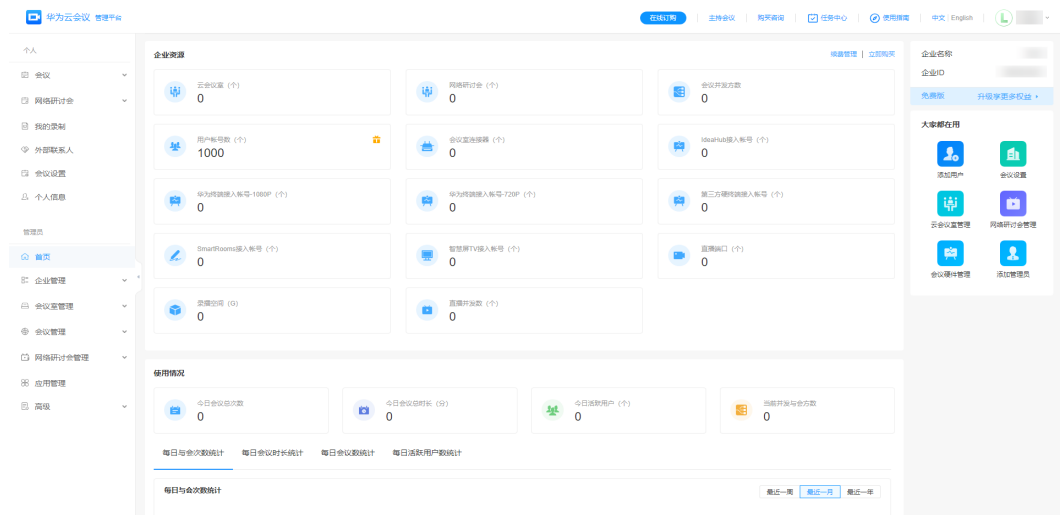 华为云会议 管理平台
在线订购 主持会议 购买咨询 任务中心 使用指南 中文 | English
个人
会议
网络研讨会
我的录制
外部联系人
会议设置
个人信息
管理员
首页
企业管理
会议室管理
会议管理
网络研讨会管理
应用管理
高级
企业资源
续费管理 | 立即购买
云会议室（个）
0
网络研讨会（个）
0
会议并发方数
0
用户帐号数（个）
1000
会议室连接器（个）
0
IdeaHub接入帐号（个）
0
华为终端接入帐号-1080P（个）
0
华为终端接入帐号-720P（个）
0
第三方硬终端接入帐号（个）
0
SmartRooms接入帐号（个）
0
智慧屏TV接入帐号（个）
0
直播端口（个）
0
录播空间（G）
0
直播并发数（个）
0
使用情况
今日会议总次数
0
今日会议总时长（分）
0
今日活跃用户（个）
0
当前并发与会方数
0
每日与会次数统计 每日会议时长统计 每日会议数统计 每日活跃用户数统计
每日与会次数统计
最近一周 最近一月 最近一年
企业名称
企业ID
免费版 升级享更多权益
大家都在用
添加用户 会议设置
云会议室管理 网络研讨会管理
会议硬件管理 添加管理员